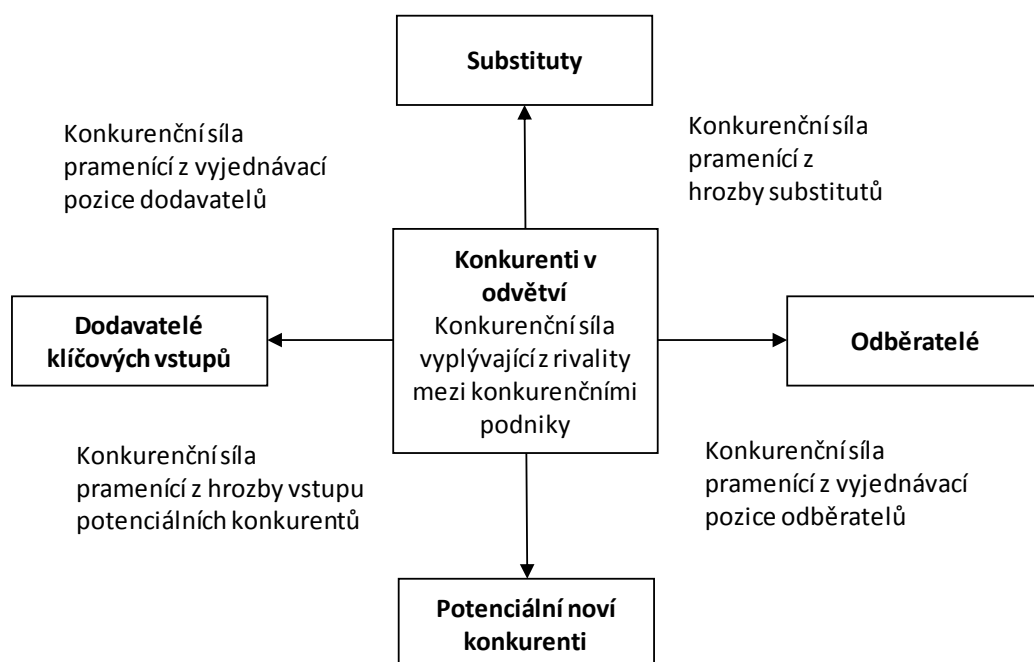 Substituty
Konkurenční síla
pramenící z vyjednávací
pozice dodavatelů
Konkurenční síla
pramenící z
hrozby substitutů
Konkurenti v
odvětví
Konkurenční síla
vyplývající z rivality
mezi konkurenčními
podniky
Dodavatelé
klíčových vstupů
Odběratelé
Konkurenční síla
pramenící z hrozby vstupu
potenciálních konkurentů
Konkurenční síla
pramenící z vyjednávací
pozice odběratelů
Potenciální noví
konkurenti